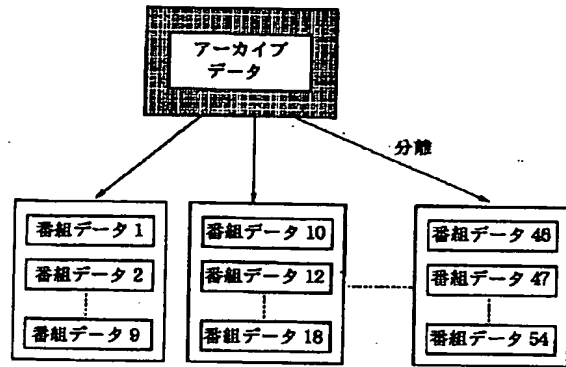 アーカイブ
データ
分離
番組データ 1
番組データ 2
番組データ 9
番組データ 10
番組データ 12
番組データ 18
番組データ 46
番組データ 47
番組データ 54